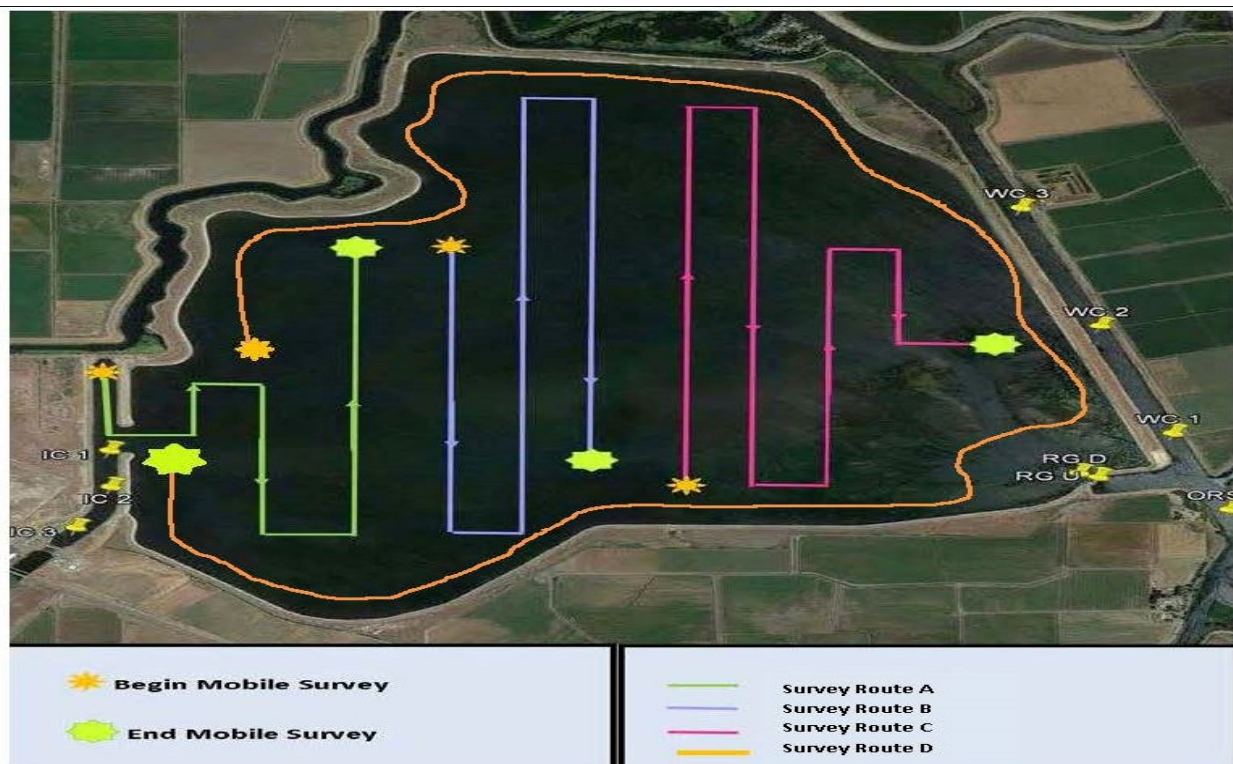 WC 3
WC 2
WC 1
IC 1
RG D
RG U
IC 2
ORS
IC 3
Begin Mobile Survey
End Mobile Survey
Survey Route A
Survey Route B
Survey Route C
Survey Route D